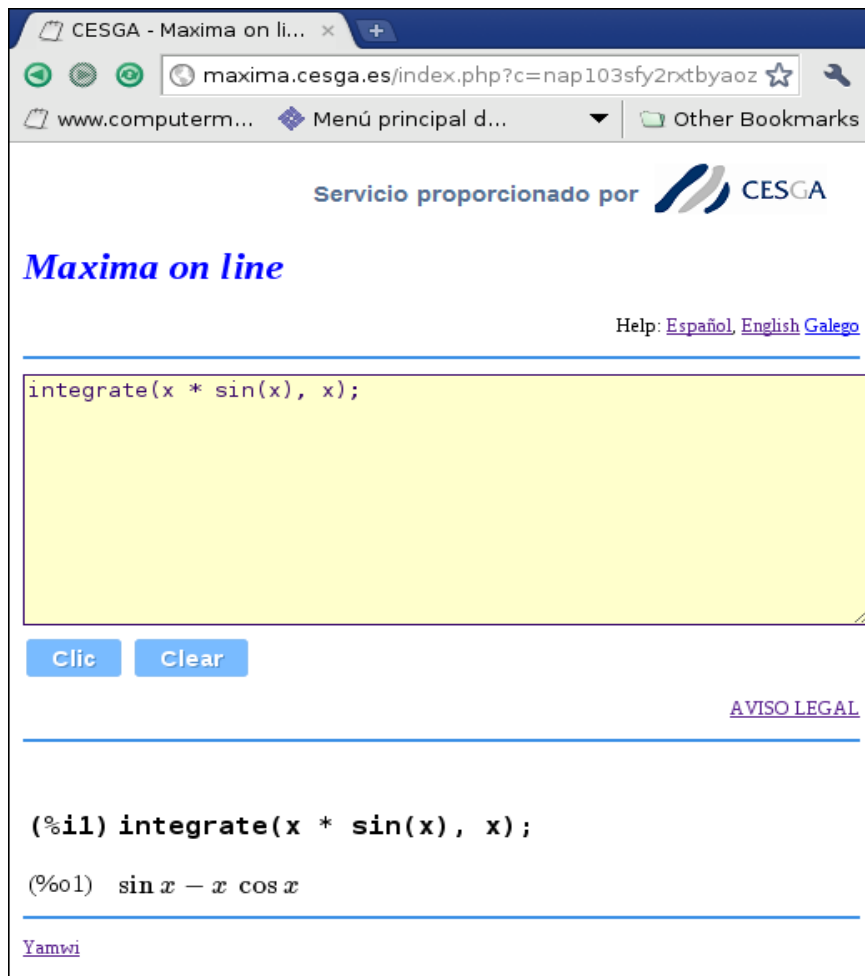 CESGA - Maxima on li...
maxima.cesga.es/index.php?c=nap103sfy2rxtbyaoz
www.computerm... Menú principal d... Other Bookmarks
Servicio proporcionado por CESGA
Maxima on line
Help: Español, English Galego
integrate(x * sin(x), x);
Clic Clear
AVISO LEGAL
(%i1) integrate(x * sin(x), x);
(%o1) sin x − x cos x
Yamwi